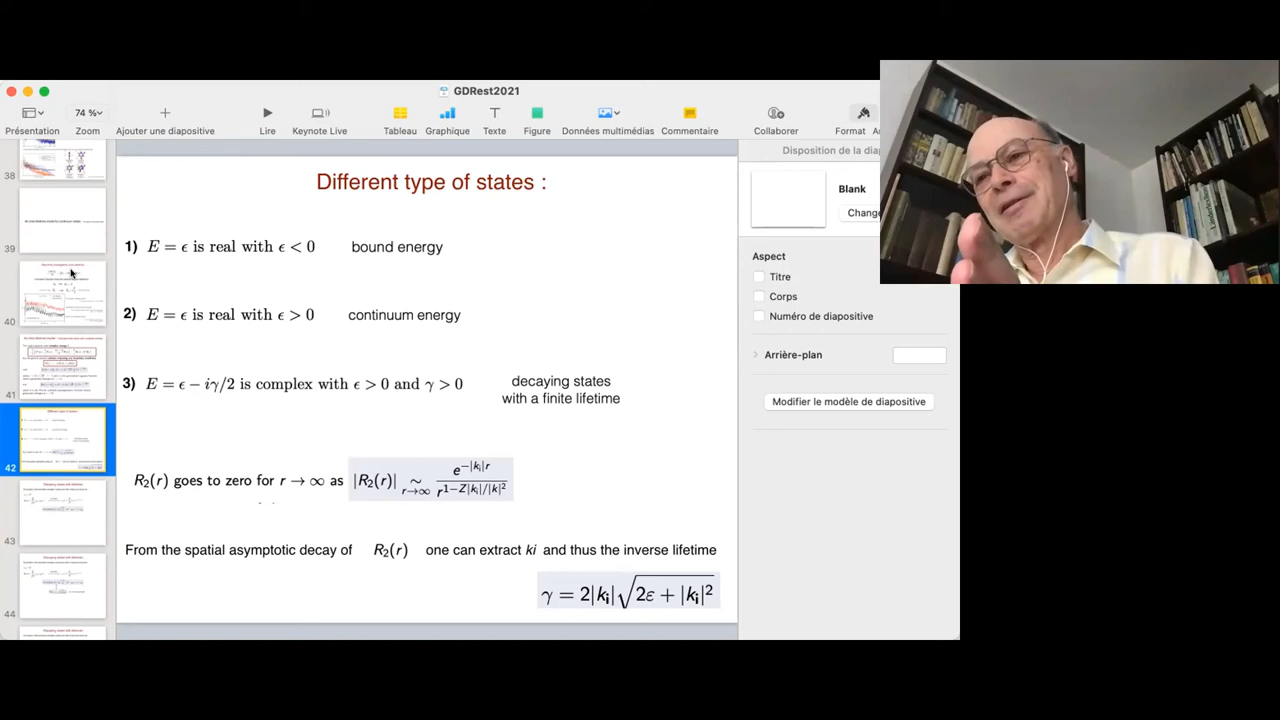 GDRest2021
74 %
Présentation
Zoom
Ajouter une diapositive
Lire
Keynote Live
Tableau
Graphique
Texte
Figure
Données multimédias
Commentaire
Collaborer
Format
Disposition de la diapos
Blank
Change
Aspect
Titre
Corps
Numéro de diapositive
Arrière-plan
Modifier le modèle de diapositive
38
39
40
41
42
43
44
Different type of states :
1) E = ϵ is real with ϵ < 0 bound energy
2) E = ϵ is real with ϵ > 0 continuum energy
3) E = ϵ − iγ/2 is complex with ϵ > 0 and γ > 0 decaying states
with a finite lifetime
R₂(r) goes to zero for r → ∞ as |R₂(r)| ∼_{r→∞} e^{−|kᵢ|r} / r^{1−Z|kᵢ|/|k|²}
From the spatial asymptotic decay of R₂(r) one can extract ki and thus the inverse lifetime
γ = 2|kᵢ|√(2ε + |kᵢ|²)